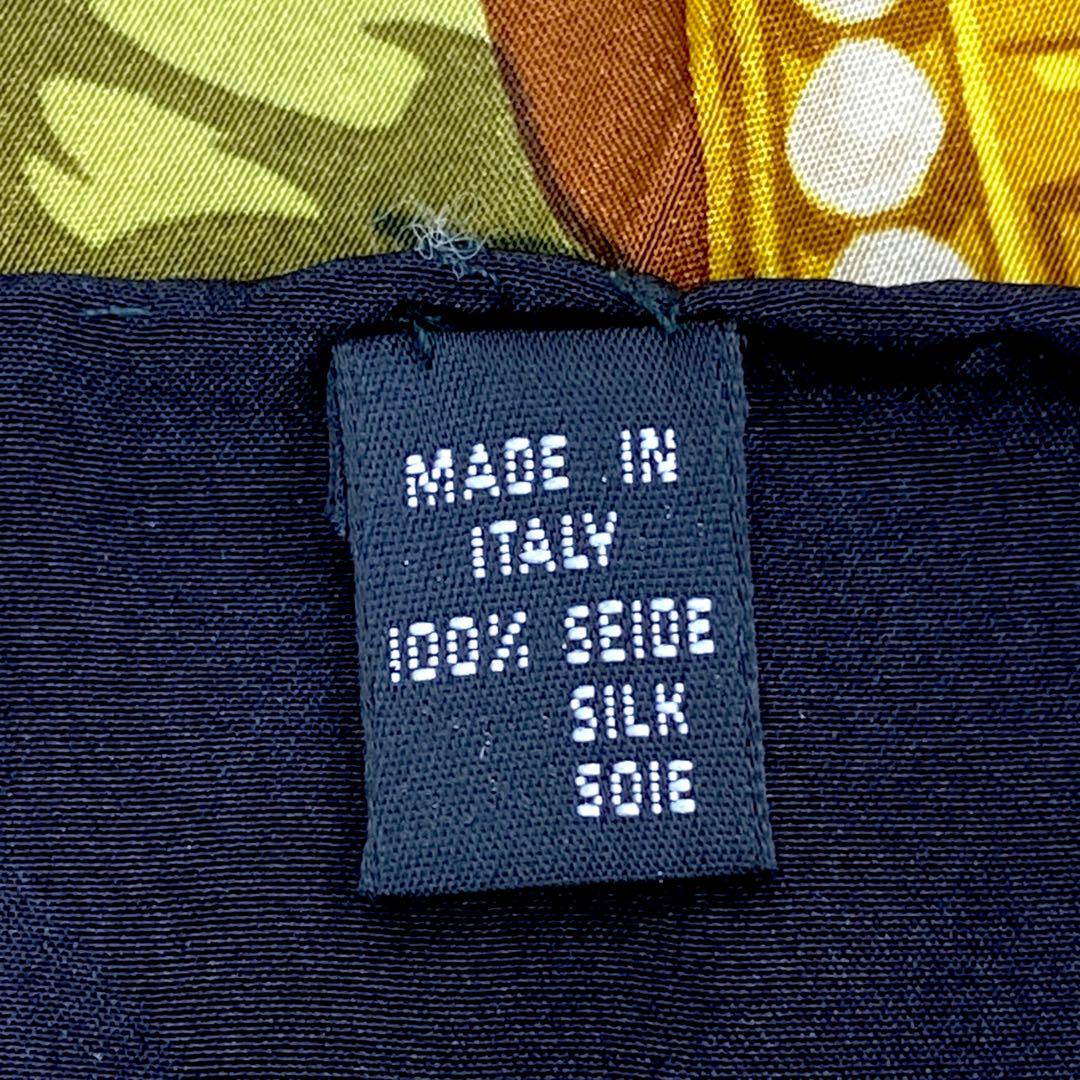 MADE IN
ITALY
100% SEIDE
SILK
SOIE